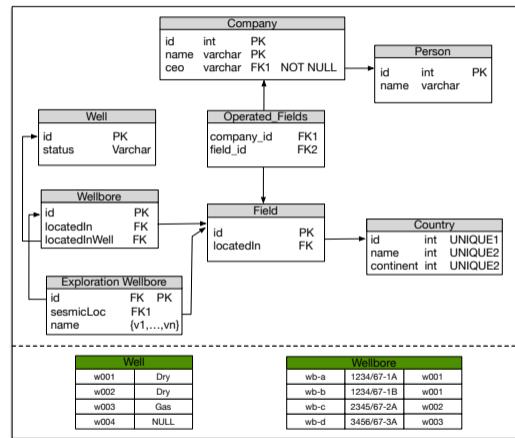 Company
id int PK
name varchar PK
ceo varchar FK1 NOT NULL
Person
id int PK
name varchar
Well
id PK
status Varchar
Operated_Fields
company_id FK1
field_id FK2
Wellbore
id PK
locatedIn FK
locatedInWell FK
Field
id PK
locatedIn FK
Country
id int UNIQUE1
name int UNIQUE2
continent int UNIQUE2
Exploration Wellbore
id FK PK
sesmicLoc FK1
name {v1,...,vn}
Well
w001 Dry
w002 Dry
w003 Gas
w004 NULL
Wellbore
wb-a 1234/67-1A w001
wb-b 1234/67-1B w001
wb-c 2345/67-2A w002
wb-d 3456/67-3A w003